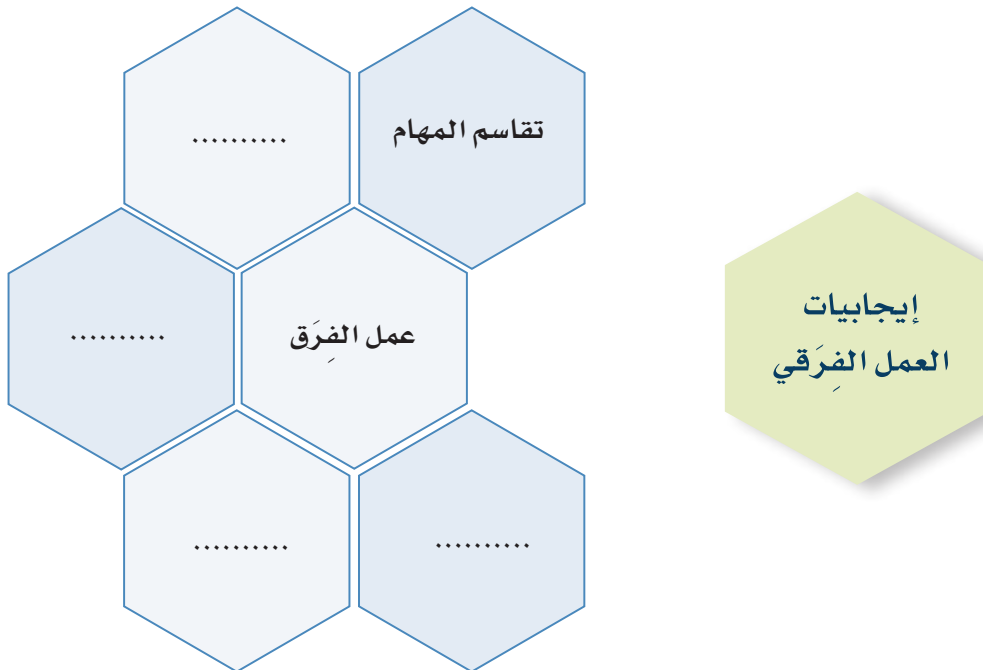 إيجابيات
العمل الفِرَقي
تقاسم المهام
..........
عمل الفِرَق
..........
..........
..........